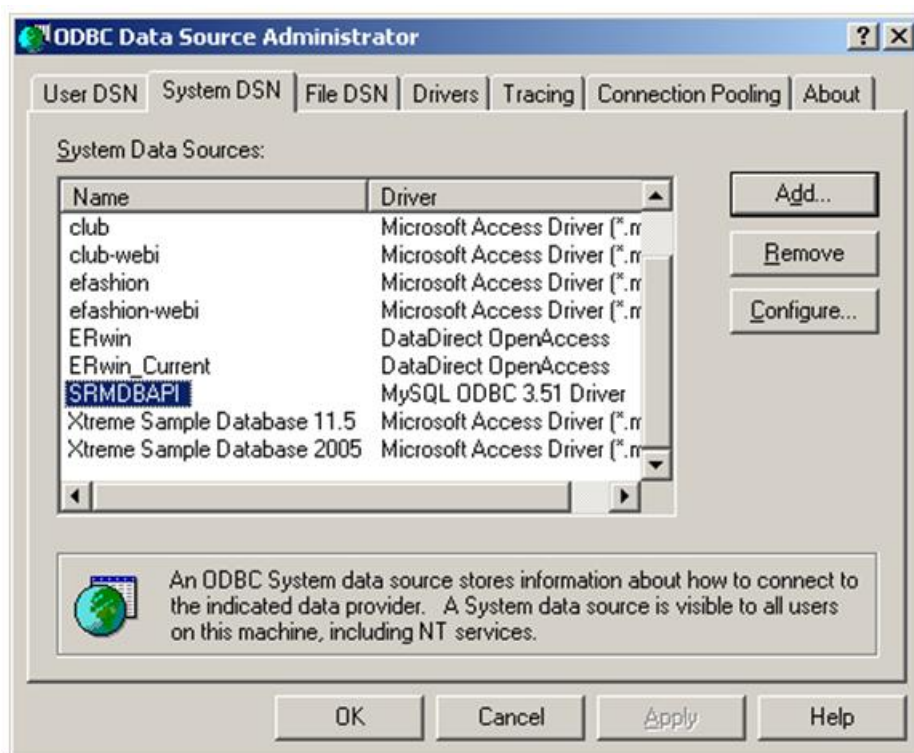 ODBC Data Source Administrator
User DSN System DSN File DSN Drivers Tracing Connection Pooling About
System Data Sources:
Name Driver
club Microsoft Access Driver (*.m
club-webi Microsoft Access Driver (*.m
efashion Microsoft Access Driver (*.m
efashion-webi Microsoft Access Driver (*.m
ERwin DataDirect OpenAccess
ERwin_Current DataDirect OpenAccess
SRMDBAPI MySQL ODBC 3.51 Driver
Xtreme Sample Database 11.5 Microsoft Access Driver (*.m
Xtreme Sample Database 2005 Microsoft Access Driver (*.m
Add...
Remove
Configure...
An ODBC System data source stores information about how to connect to
the indicated data provider. A System data source is visible to all users
on this machine, including NT services.
OK Cancel Apply Help